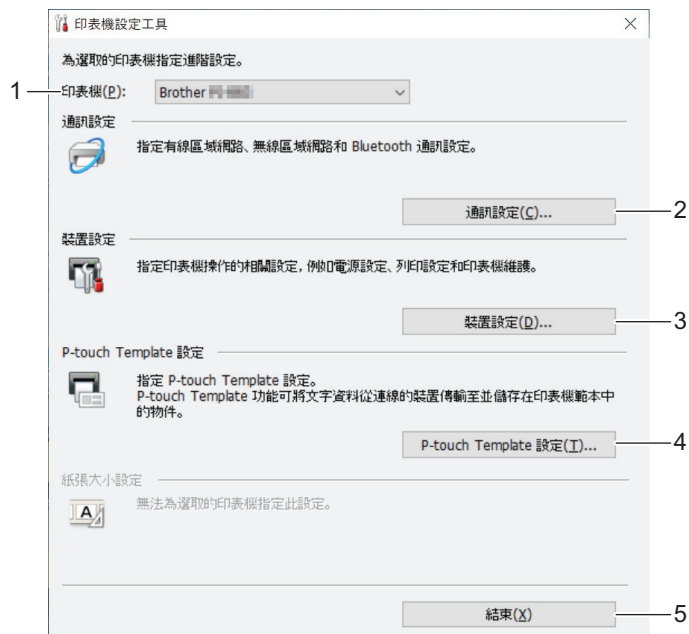 印表機設定工具
為選取的印表機指定進階設定。
1
印表機(P):
Brother
通訊設定
指定有線區域網路、無線區域網路和 Bluetooth 通訊設定。
通訊設定(C)...
2
裝置設定
指定印表機操作的相關設定，例如電源設定、列印設定和印表機維護。
裝置設定(D)...
3
P-touch Template 設定
指定 P-touch Template 設定。
P-touch Template 功能可將文字資料從連線的裝置傳輸至並儲存在印表機範本中
的物件。
P-touch Template 設定(T)...
4
紙張大小設定
A
無法為選取的印表機指定此設定。
結束(X)
5